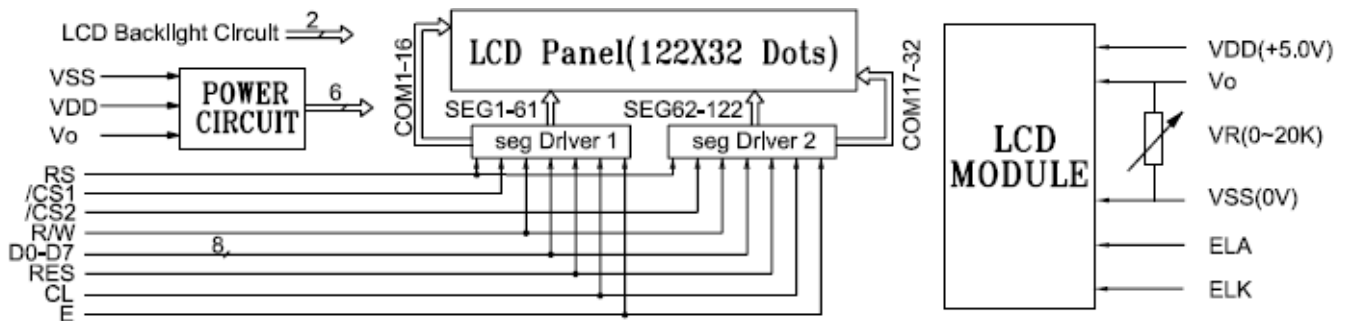 LCD Backlight Circuit 2
VSS
VDD
Vo
POWER
CIRCUIT
6
COM1-16
LCD Panel(122X32 Dots)
COM17-32
SEG1-61
SEG62-122
seg Driver 1
seg Driver 2
RS
/CS1
/CS2
R/W
D0-D7 8
RES
CL
E
LCD
MODULE
VDD(+5.0V)
Vo
VR(0~20K)
VSS(0V)
ELA
ELK